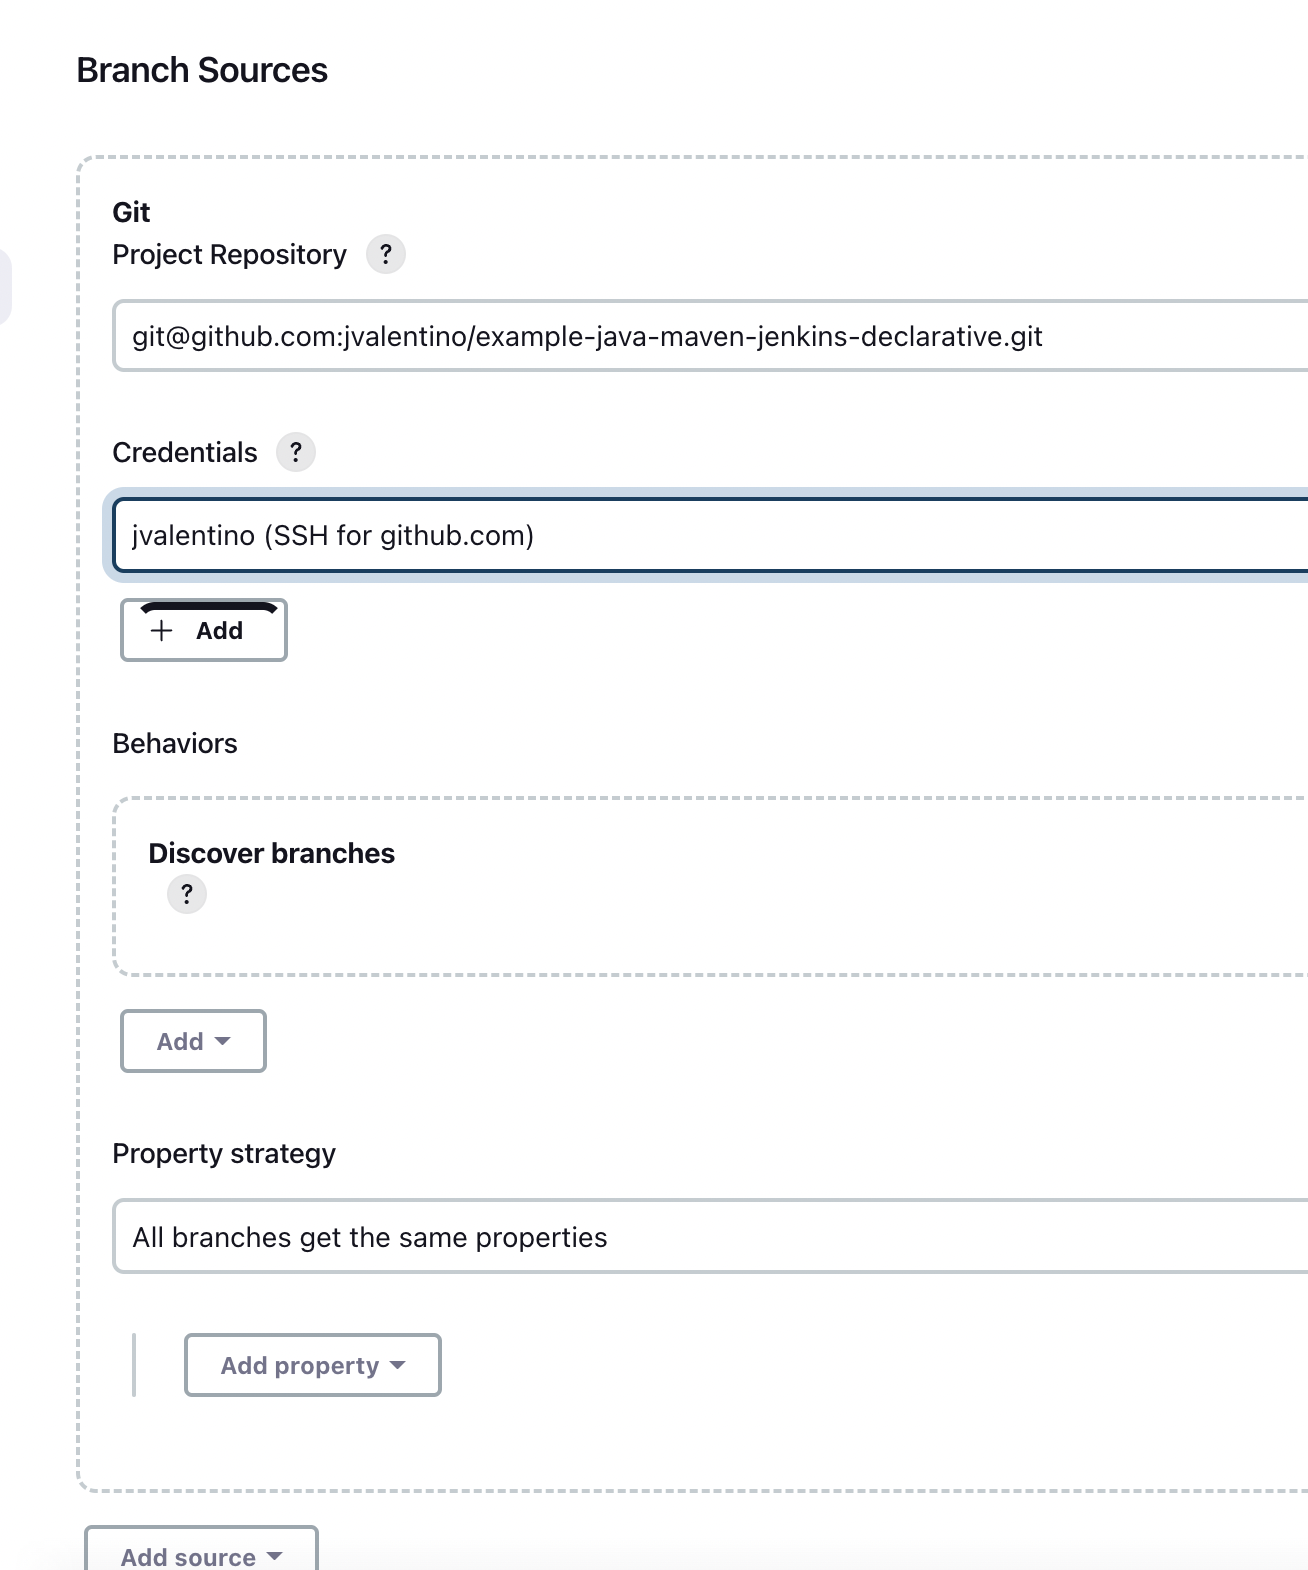 Branch Sources
Git
Project Repository ?
git@github.com:jvalentino/example-java-maven-jenkins-declarative.git
Credentials ?
jvalentino (SSH for github.com)
+ Add
Behaviors
Discover branches
?
Add
Property strategy
All branches get the same properties
Add property
Add source